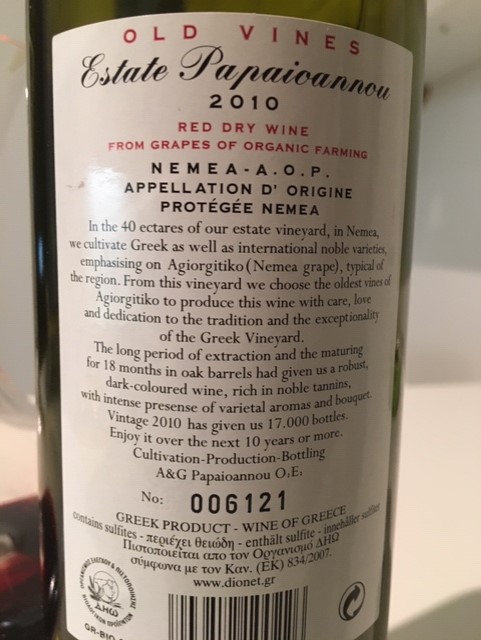 OLD VINES
Estate Papaioannou
2010
RED DRY WINE
FROM GRAPES OF ORGANIC FARMING
NEMEA-A.O.P.
APPELLATION D' ORIGINE
PROTÉGÉE NEMEA
In the 40 ectares of our estate vineyard, in Nemea,
we cultivate Greek as well as international noble varieties,
emphasising on Agiorgitiko (Nemea grape), typical of
the region. From this vineyard we choose the oldest vines of
Agiorgitiko to produce this wine with care, love
and dedication to the tradition and the exceptionality
of the Greek Vineyard.
The long period of extraction and the maturing
for 18 months in oak barrels had given us a robust,
dark-coloured wine, rich in noble tannins,
with intense presense of varietal aromas and bouquet.
Vintage 2010 has given us 17.000 bottles.
Enjoy it over the next 10 years or more.
Cultivation-Production-Bottling
A&G Papaioannou O.E.
No: 006121
GREEK PRODUCT - WINE OF GREECE
contains sulfites - περιέχει θειώδη - enthält sulfite - innehåller sulfiter
Πιστοποιείται απο τον Οργανισμό ΔΗΩ
σύμφωνα με τον Καν. (ΕΚ) 834/2007.
www.dionet.gr
ΔΗΩ
GR-BIO